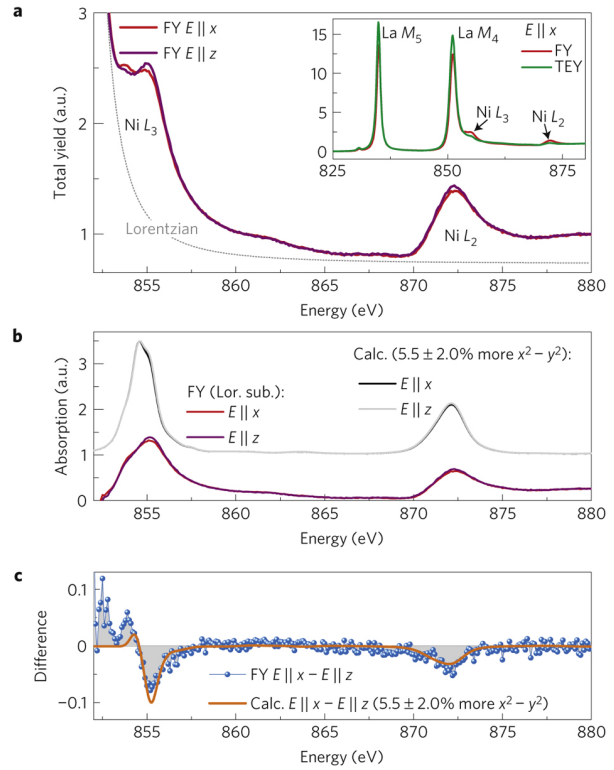 a
3
2
1
Total yield (a.u.)
FY E || x
FY E || z
Ni L3
Lorentzian
Ni L2
855
860
865
870
875
880
Energy (eV)
15
10
5
0
La M5
La M4
E || x
FY
TEY
Ni L3
Ni L2
825
850
875
b
3
2
1
0
Absorption (a.u.)
Calc. (5.5 ± 2.0% more x² – y²):
E || x
E || z
FY (Lor. sub.):
E || x
E || z
855
860
865
870
875
880
Energy (eV)
c
0.1
0
–0.1
Difference
FY E || x – E || z
Calc. E || x – E || z (5.5 ± 2.0% more x² – y²)
855
860
865
870
875
880
Energy (eV)